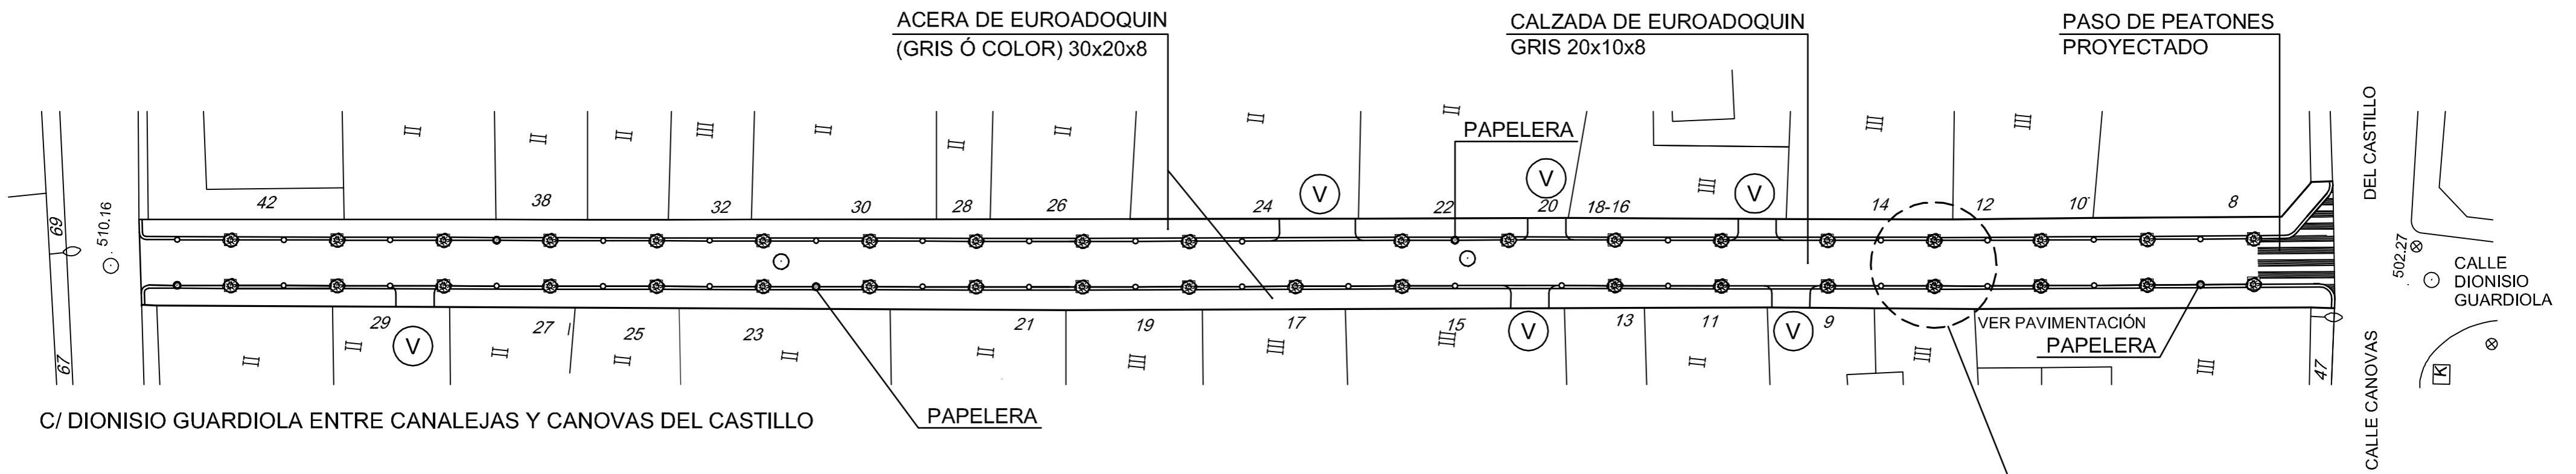 ACERA DE EUROADOQUIN
(GRIS Ó COLOR) 30x20x8
CALZADA DE EUROADOQUIN
GRIS 20x10x8
PASO DE PEATONES
PROYECTADO
PAPELERA
II
II
II
III
II
II
II
II
II
III
III
III
V
V
V
DEL CASTILLO
42
38
32
30
28
26
24
22
20
18-16
14
12
10
8
69
510.16
502.27
CALLE
DIONISIO
GUARDIOLA
67
29
27
25
23
21
19
17
15
13
11
9
47
V
V
V
II
II
II
II
II
II
III
III
III
II
III
III
VER PAVIMENTACIÓN
PAPELERA
K
CALLE CANOVAS
C/ DIONISIO GUARDIOLA ENTRE CANALEJAS Y CANOVAS DEL CASTILLO
PAPELERA